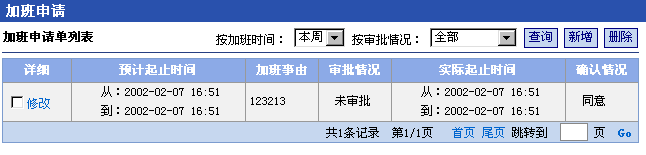 加班申请
加班申请单列表 按加班时间： 本周 按审批情况： 全部 查询 新增 删除
详细 预计起止时间 加班事由 审批情况 实际起止时间 确认情况
从：2002-02-07 16:51 从：2002-02-07 16:51
修改 123213 未审批 同意
到：2002-02-07 16:51 到：2002-02-07 16:51
共1条记录 第1/1页 首页 尾页 跳转到 页 Go